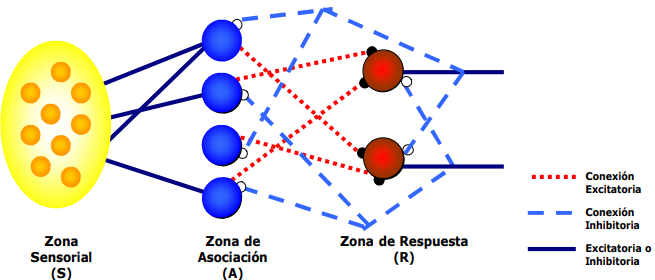 Conexión
Excitatoria
Conexión
Inhibitoria
Excitatoria o
Inhibitoria
Zona
Sensorial
(S)
Zona de
Asociación
(A)
Zona de Respuesta
(R)